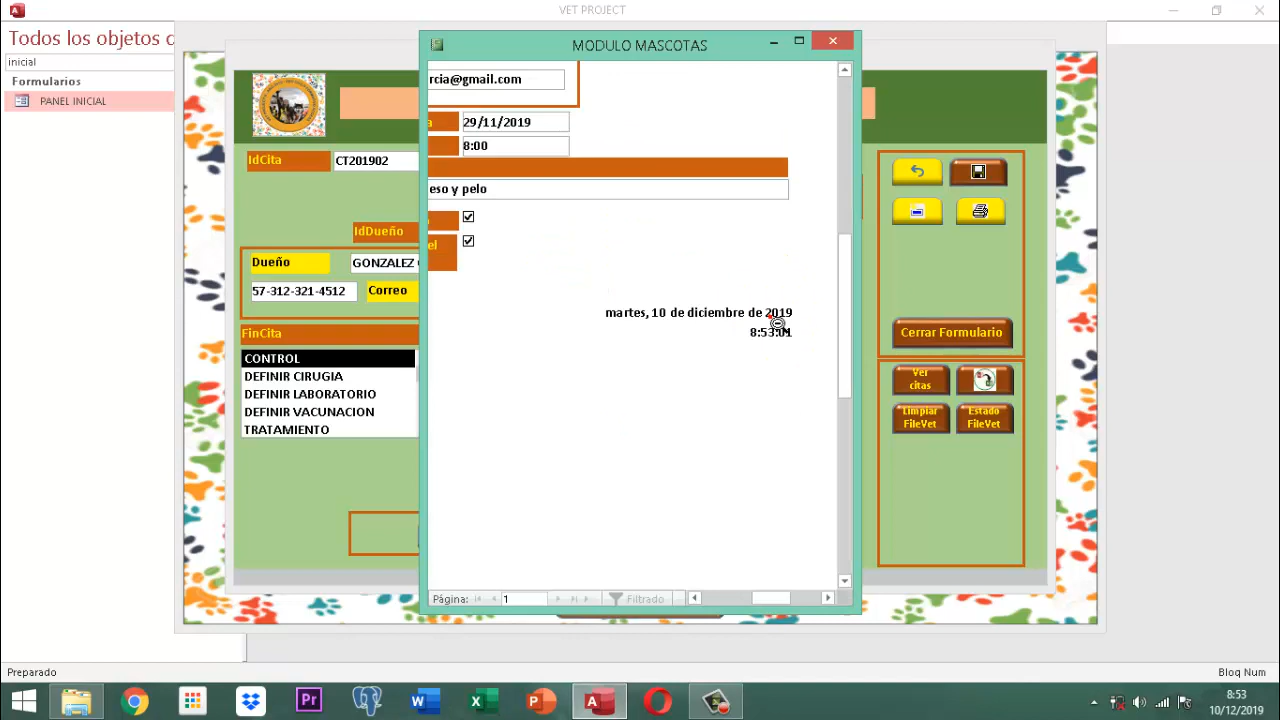 VET PROJECT
Todos los objetos d
inicial
Formularios
PANEL INICIAL
MODULO MASCOTAS
rcia@gmail.com
29/11/2019
8:00
eso y pelo
el
martes, 10 de diciembre de 2019
8:53:01
Página: 1 Filtrado
IdCita CT201902
IdDueño
Dueño GONZALEZ
57-312-321-4512 Correo
FinCita
CONTROL
DEFINIR CIRUGIA
DEFINIR LABORATORIO
DEFINIR VACUNACION
TRATAMIENTO
Cerrar Formulario
Ver
citas
Limpiar
FileVet
Estado
FileVet
Preparado
Bloq Num
Pr
8:53
10/12/2019